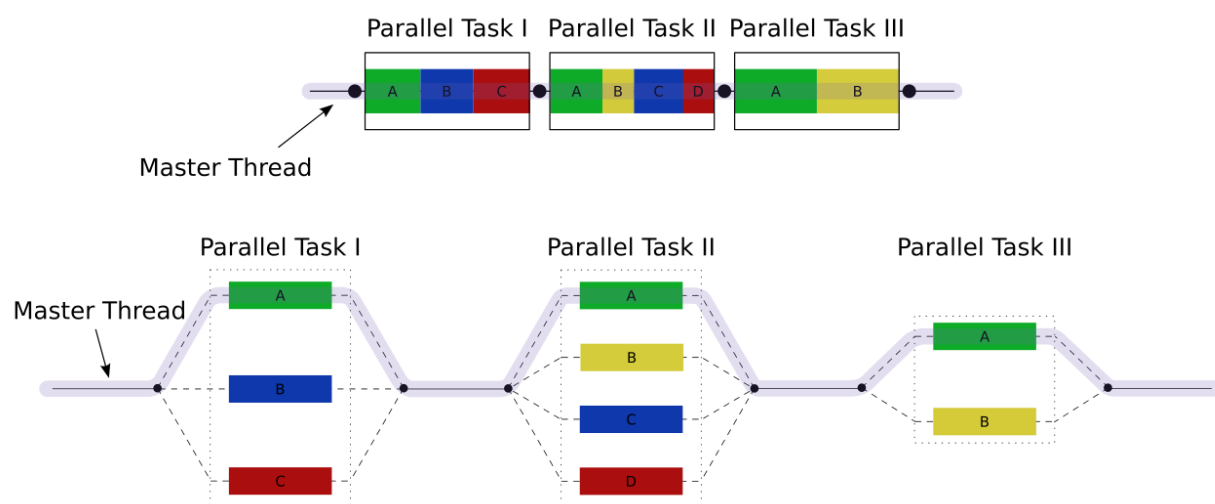 Parallel Task I
Parallel Task II
Parallel Task III
A B C
A B C D
A B
Master Thread
Parallel Task I
Parallel Task II
Parallel Task III
A
A
Master Thread
A
B
B
C
B
C
D